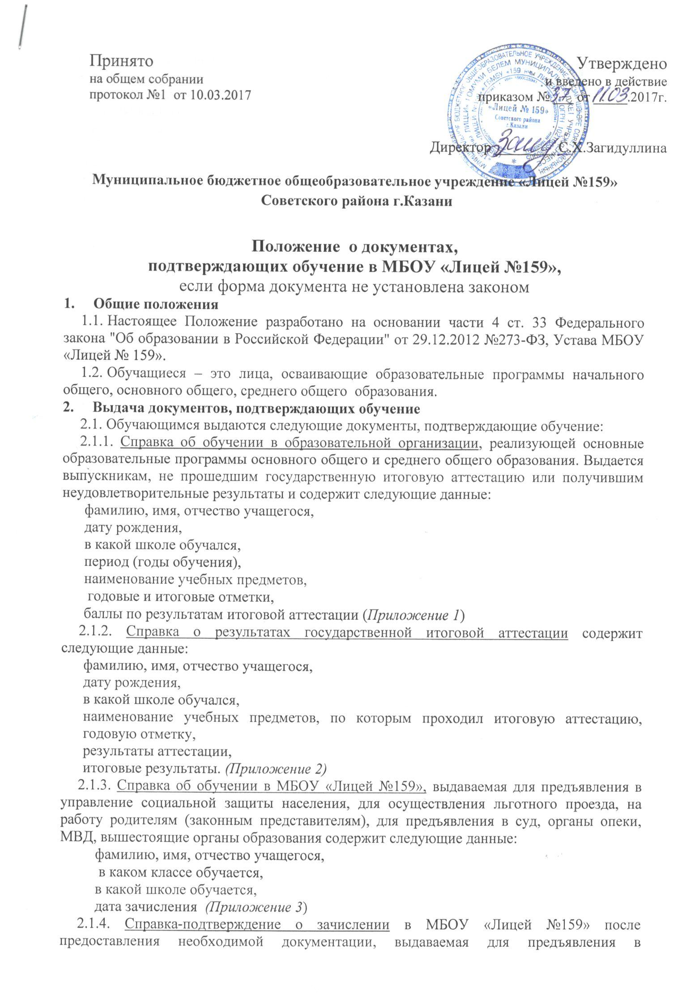 Принято
на общем собрании
протокол №1 от 10.03.2017
Утверждено
и введено в действие
приказом № 37 от 11.03.2017г.
«Лицей № 159»
Советского района
г.Казани
Директор С.Х.Загидуллина
Муниципальное бюджетное общеобразовательное учреждение «Лицей №159»
Советского района г.Казани
Положение о документах,
подтверждающих обучение в МБОУ «Лицей №159»,
если форма документа не установлена законом
1. Общие положения
1.1. Настоящее Положение разработано на основании части 4 ст. 33 Федерального
закона "Об образовании в Российской Федерации" от 29.12.2012 №273-ФЗ, Устава МБОУ
«Лицей № 159».
1.2. Обучащиеся – это лица, осваивающие образовательные программы начального
общего, основного общего, среднего общего образования.
2. Выдача документов, подтверждающих обучение
2.1. Обучающимся выдаются следующие документы, подтверждающие обучение:
2.1.1. Справка об обучении в образовательной организации, реализующей основные
образовательные программы основного общего и среднего общего образования. Выдается
выпускникам, не прошедшим государственную итоговую аттестацию или получившим
неудовлетворительные результаты и содержит следующие данные:
фамилию, имя, отчество учащегося,
дату рождения,
в какой школе обучался,
период (годы обучения),
наименование учебных предметов,
годовые и итоговые отметки,
баллы по результатам итоговой аттестации (Приложение 1)
2.1.2. Справка о результатах государственной итоговой аттестации содержит
следующие данные:
фамилию, имя, отчество учащегося,
дату рождения,
в какой школе обучался,
наименование учебных предметов, по которым проходил итоговую аттестацию,
годовую отметку,
результаты аттестации,
итоговые результаты. (Приложение 2)
2.1.3. Справка об обучении в МБОУ «Лицей №159», выдаваемая для предъявления в
управление социальной защиты населения, для осуществления льготного проезда, на
работу родителям (законным представителям), для предъявления в суд, органы опеки,
МВД, вышестоящие органы образования содержит следующие данные:
фамилию, имя, отчество учащегося,
в каком классе обучается,
в какой школе обучается,
дата зачисления (Приложение 3)
2.1.4. Справка-подтверждение о зачислении в МБОУ «Лицей №159» после
предоставления необходимой документации, выдаваемая для предъявления в